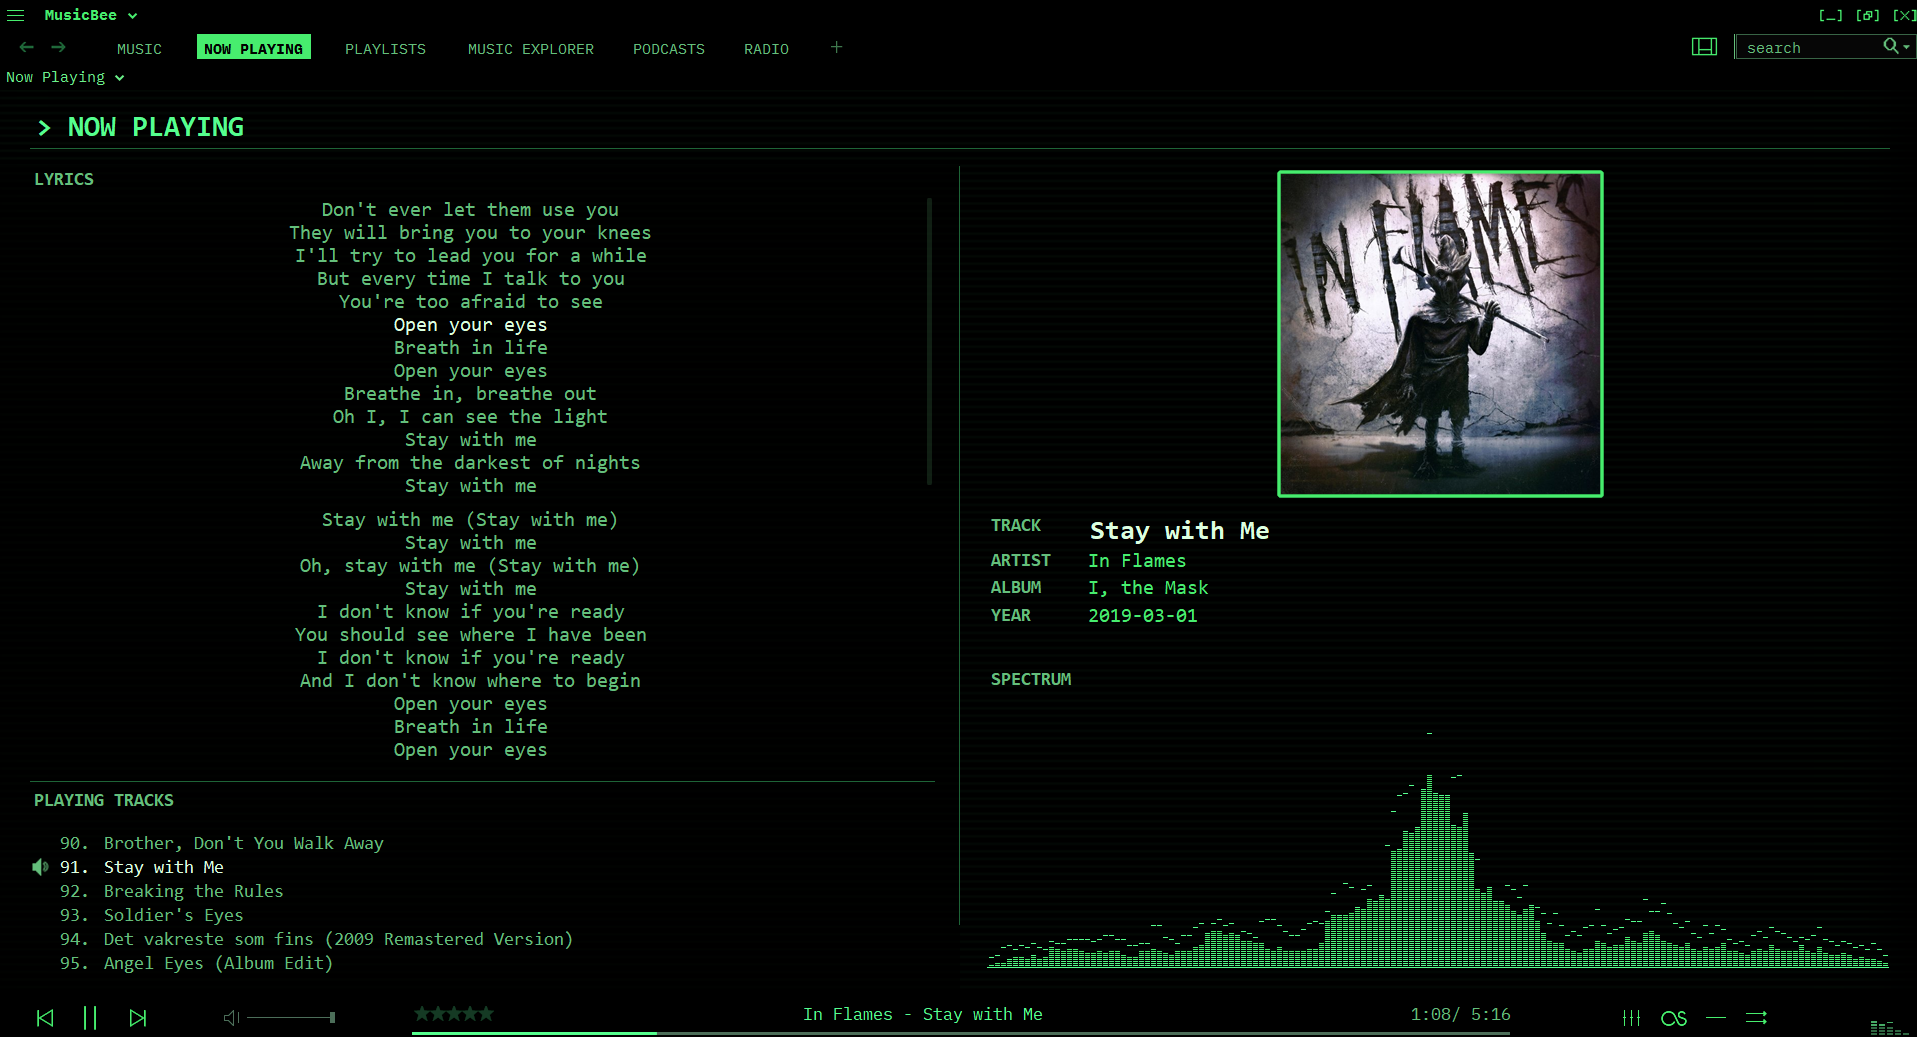 MusicBee
MUSIC NOW PLAYING PLAYLISTS MUSIC EXPLORER PODCASTS RADIO +
search
Now Playing
> NOW PLAYING
LYRICS
Don't ever let them use you
They will bring you to your knees
I'll try to lead you for a while
But every time I talk to you
You're too afraid to see
Open your eyes
Breath in life
Open your eyes
Breathe in, breathe out
Oh I, I can see the light
Stay with me
Away from the darkest of nights
Stay with me
Stay with me (Stay with me)
Stay with me
Oh, stay with me (Stay with me)
Stay with me
I don't know if you're ready
You should see where I have been
I don't know if you're ready
And I don't know where to begin
Open your eyes
Breath in life
Open your eyes
PLAYING TRACKS
90. Brother, Don't You Walk Away
91. Stay with Me
92. Breaking the Rules
93. Soldier's Eyes
94. Det vakreste som fins (2009 Remastered Version)
95. Angel Eyes (Album Edit)
IN FLAMES
TRACK Stay with Me
ARTIST In Flames
ALBUM I, the Mask
YEAR 2019-03-01
SPECTRUM
In Flames - Stay with Me
1:08/ 5:16